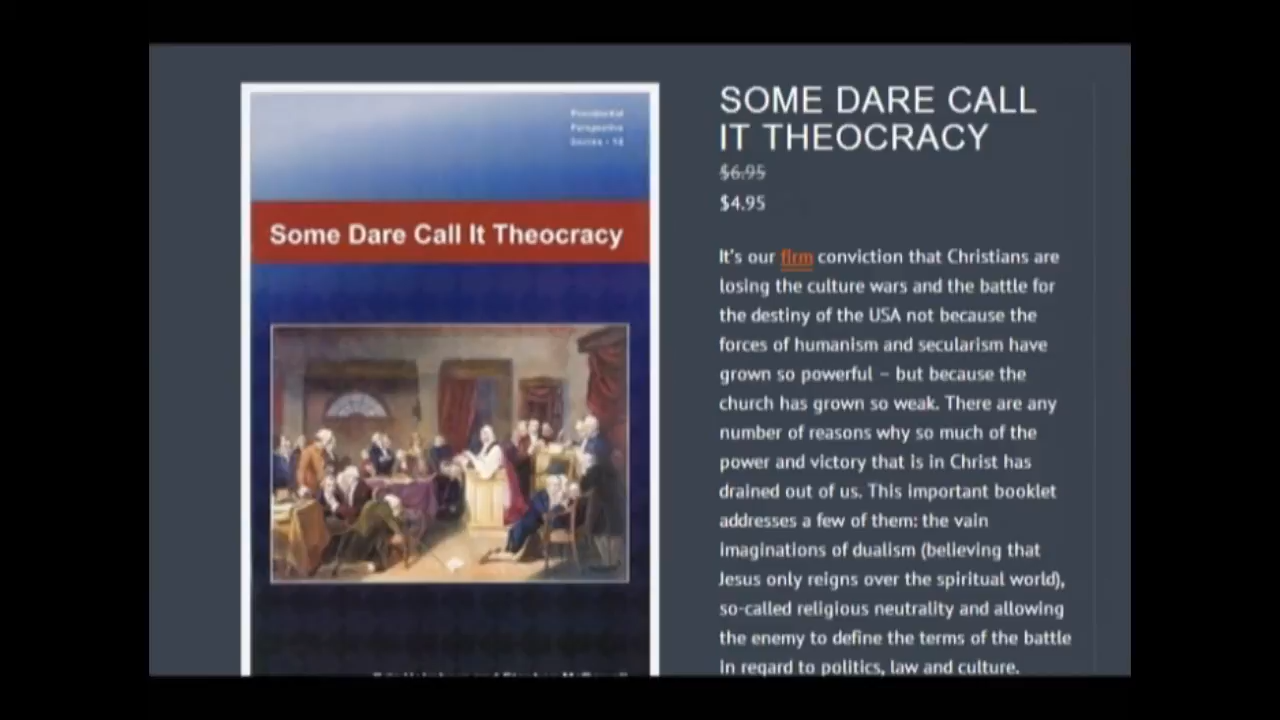 Presidential
Perspective
Series - 
Some Dare Call It Theocracy
SOME DARE CALL
IT THEOCRACY
$6.95
$4.95
It's our firm conviction that Christians are
losing the culture wars and the battle for
the destiny of the USA not because the
forces of humanism and secularism have
grown so powerful – but because the
church has grown so weak. There are any
number of reasons why so much of the
power and victory that is in Christ has
drained out of us. This important booklet
addresses a few of them: the vain
imaginations of dualism (believing that
Jesus only reigns over the spiritual world),
so-called religious neutrality and allowing
the enemy to define the terms of the battle
in regard to politics, law and culture.